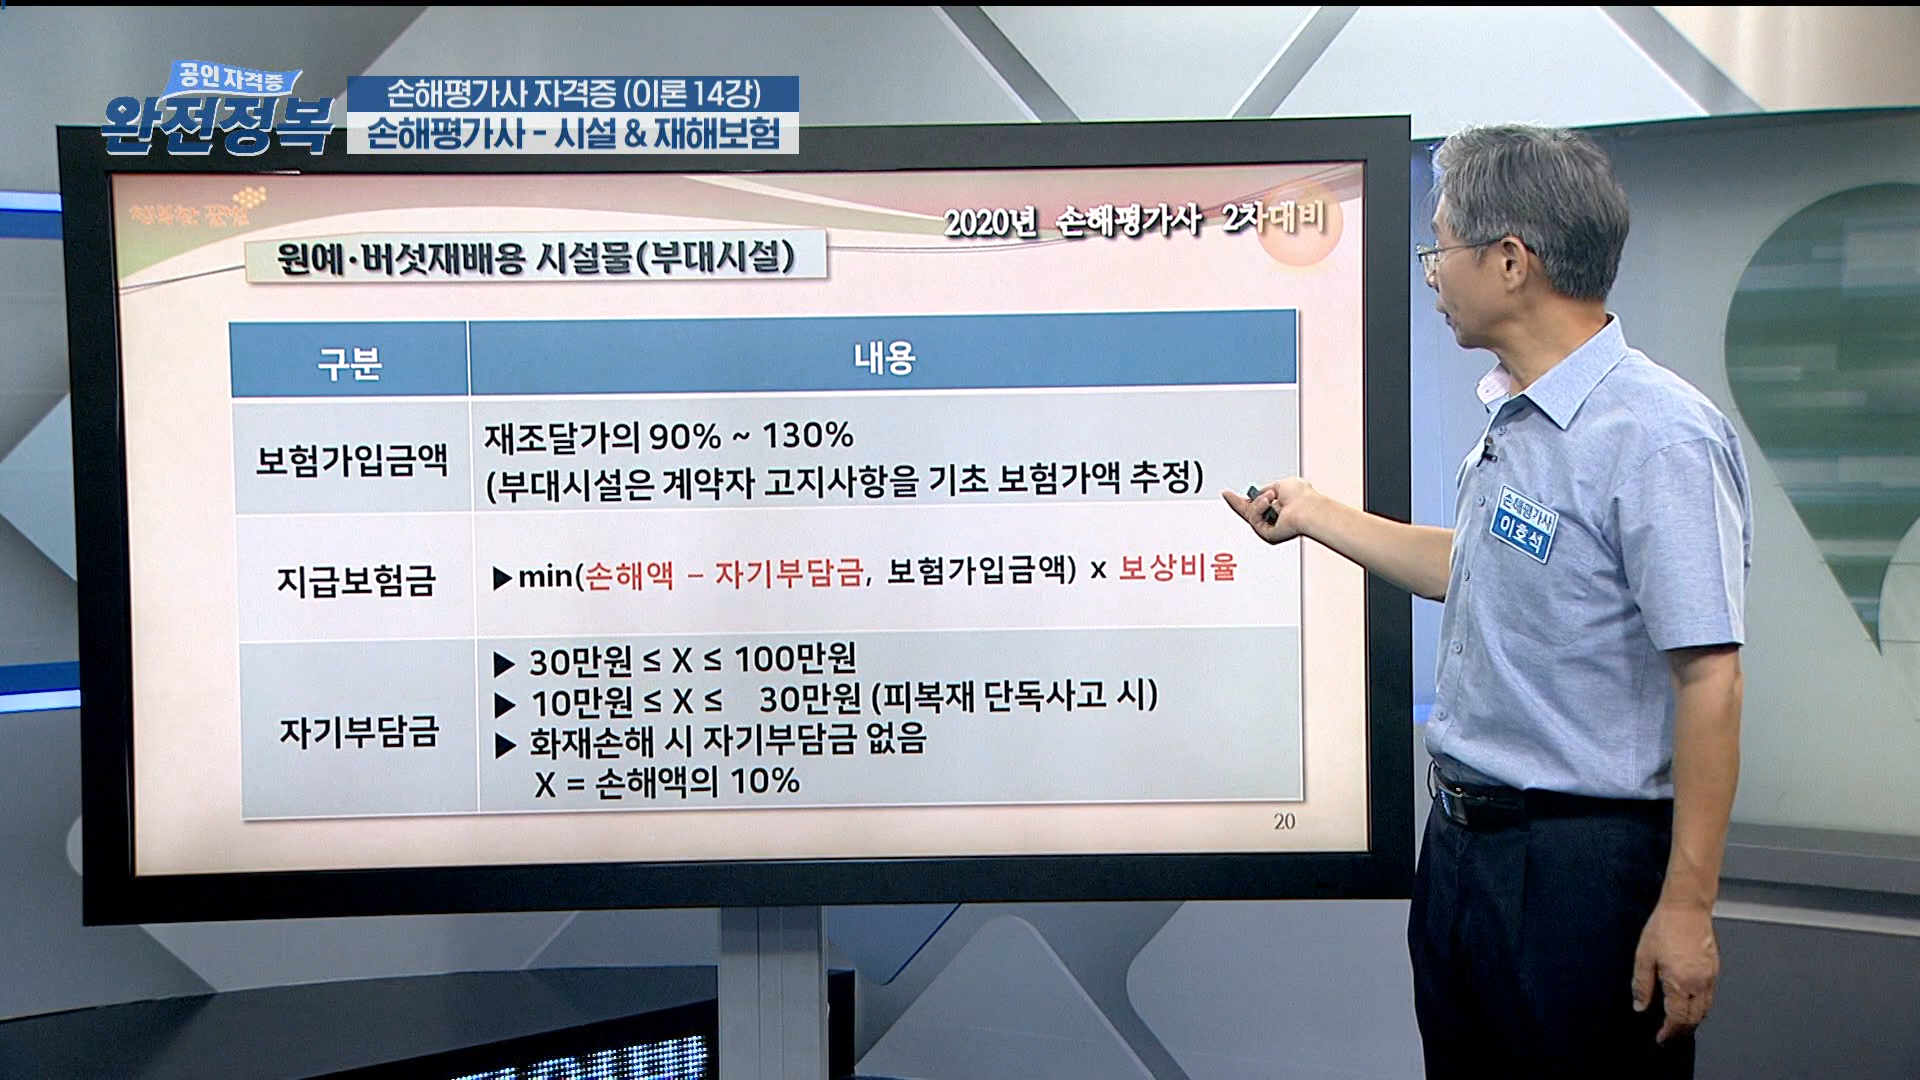 공인 자격증
완전정복
손해평가사 자격증 (이론 14강)
손해평가사 - 시설 & 재해보험
2020년 손해평가사 2차대비
원예·버섯재배용 시설물(부대시설)
구분
내용
보험가입금액
재조달가의 90% ~ 130%
(부대시설은 계약자 고지사항을 기초 보험가액 추정)
지급보험금
▶min(손해액 – 자기부담금, 보험가입금액) x 보상비율
자기부담금
▶ 30만원 ≤ X ≤ 100만원
▶ 10만원 ≤ X ≤ 30만원 (피복재 단독사고 시)
▶ 화재손해 시 자기부담금 없음
X = 손해액의 10%
20
손해평가사
이호석